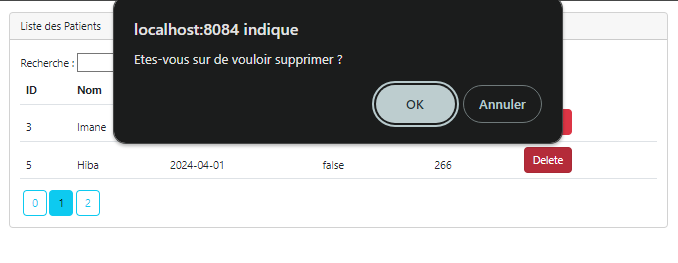 Liste des Patients
localhost:8084 indique
Etes-vous sur de vouloir supprimer ?
OK Annuler
Recherche :
ID Nom
3 Imane
5 Hiba 2024-04-01 false 266 Delete
0 1 2